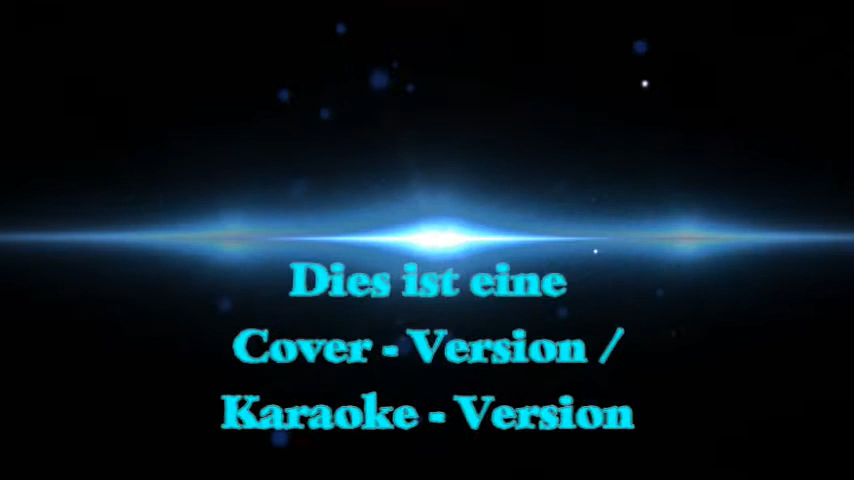 Dies ist eine
Cover - Version /
Karaoke - Version